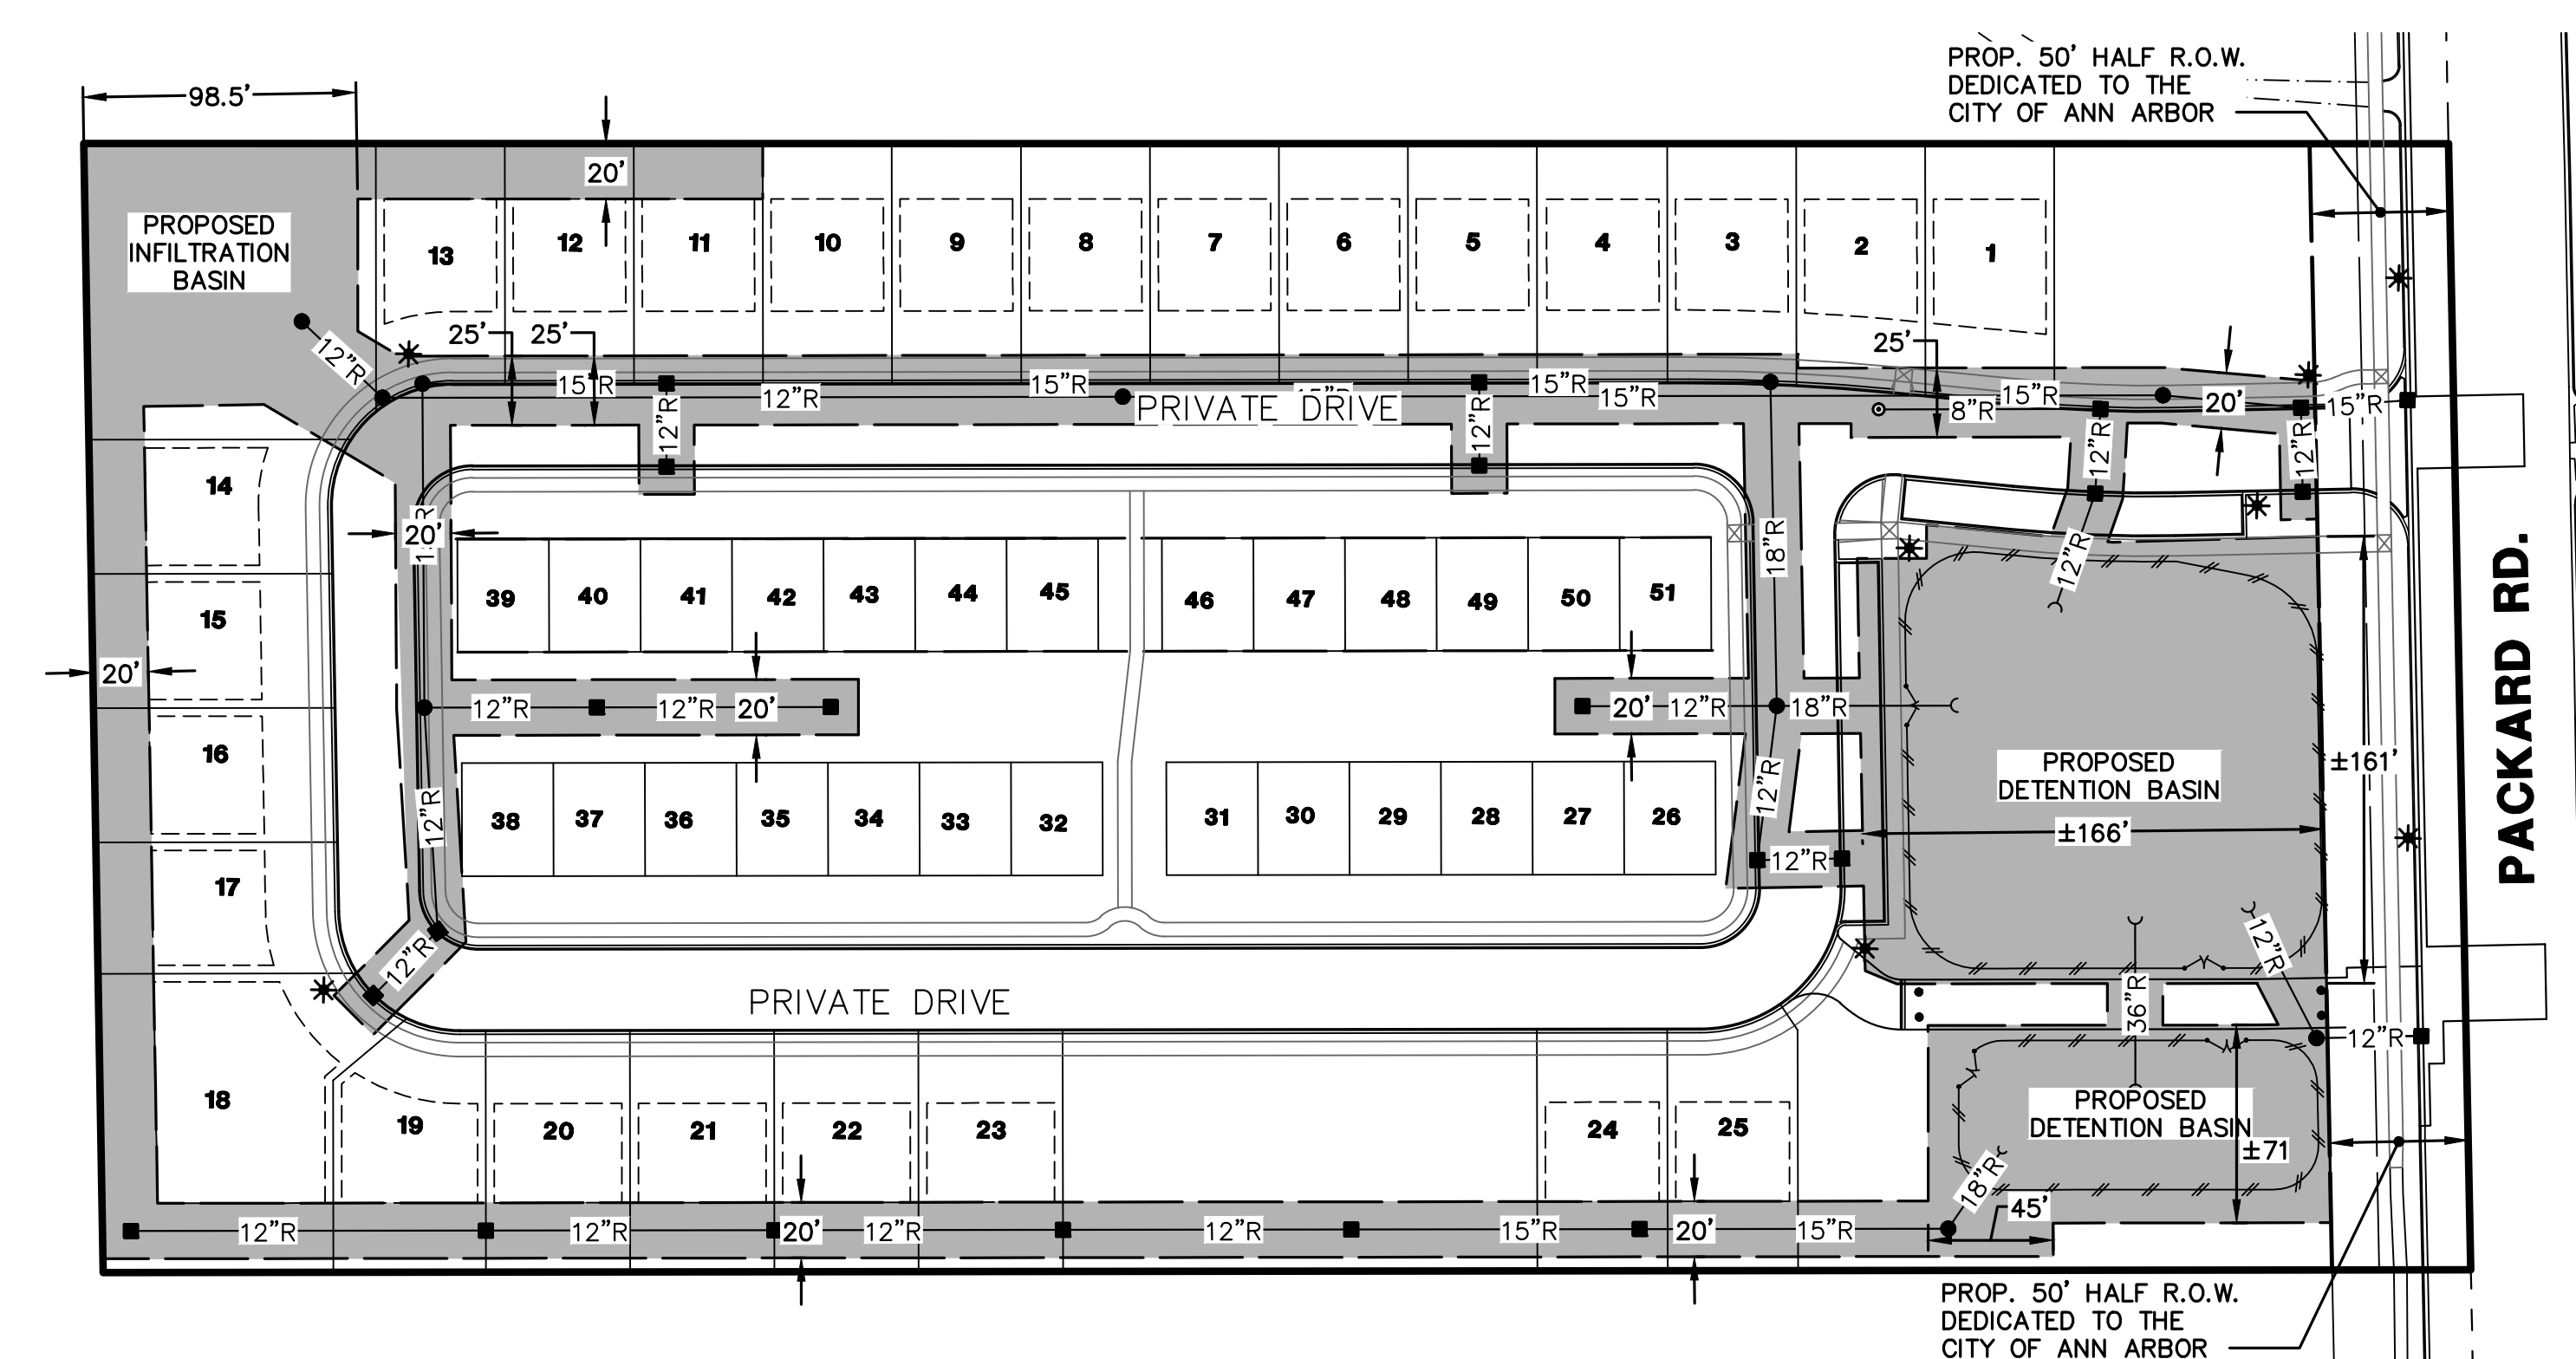 PROP. 50' HALF R.O.W.
DEDICATED TO THE
CITY OF ANN ARBOR
98.5'
20'
PROPOSED
INFILTRATION
BASIN
13
12
11
10
9
8
7
6
5
4
3
2
1
12"R
25'
25'
25'
15"R
12"R
15"R
15"R
15"R
15"R
20'
15"R
PRIVATE DRIVE
8"R
12"R
12"R
12"R
12"R
14
20'
18"R
12"R
39
40
41
42
43
44
45
46
47
48
49
50
51
15
20'
12"R
12"R
20'
20'
12"R
18"R
16
PROPOSED
DETENTION BASIN
±161'
±166'
PACKARD RD.
12"R
12"R
38
37
36
35
34
33
32
31
30
29
28
27
26
12"R
17
12"R
12"R
PRIVATE DRIVE
36"R
12"R
18
19
20
21
22
23
24
25
PROPOSED
DETENTION BASIN
±71
18"R
45'
12"R
12"R
20'
12"R
12"R
15"R
20'
15"R
PROP. 50' HALF R.O.W.
DEDICATED TO THE
CITY OF ANN ARBOR